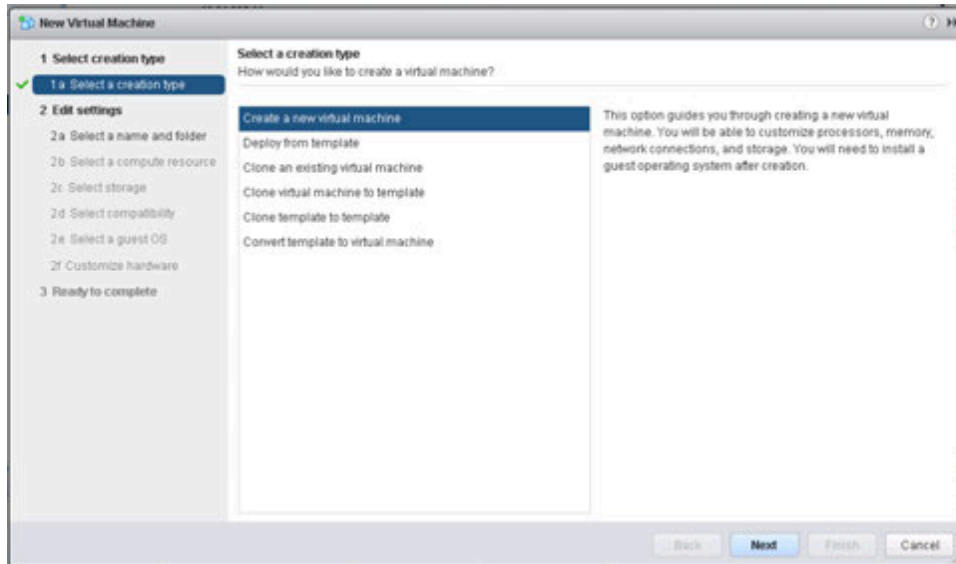 New Virtual Machine
1 Select creation type
1a Select a creation type
2 Edit settings
2a Select a name and folder
2b Select a compute resource
2c Select storage
2d Select compatibility
2e Select a guest OS
2f Customize hardware
3 Ready to complete
Select a creation type
How would you like to create a virtual machine?
Create a new virtual machine
Deploy from template
Clone an existing virtual machine
Clone virtual machine to template
Clone template to template
Convert template to virtual machine
This option guides you through creating a new virtual
machine. You will be able to customize processors, memory,
network connections, and storage. You will need to install a
guest operating system after creation.
Back
Next
Finish
Cancel